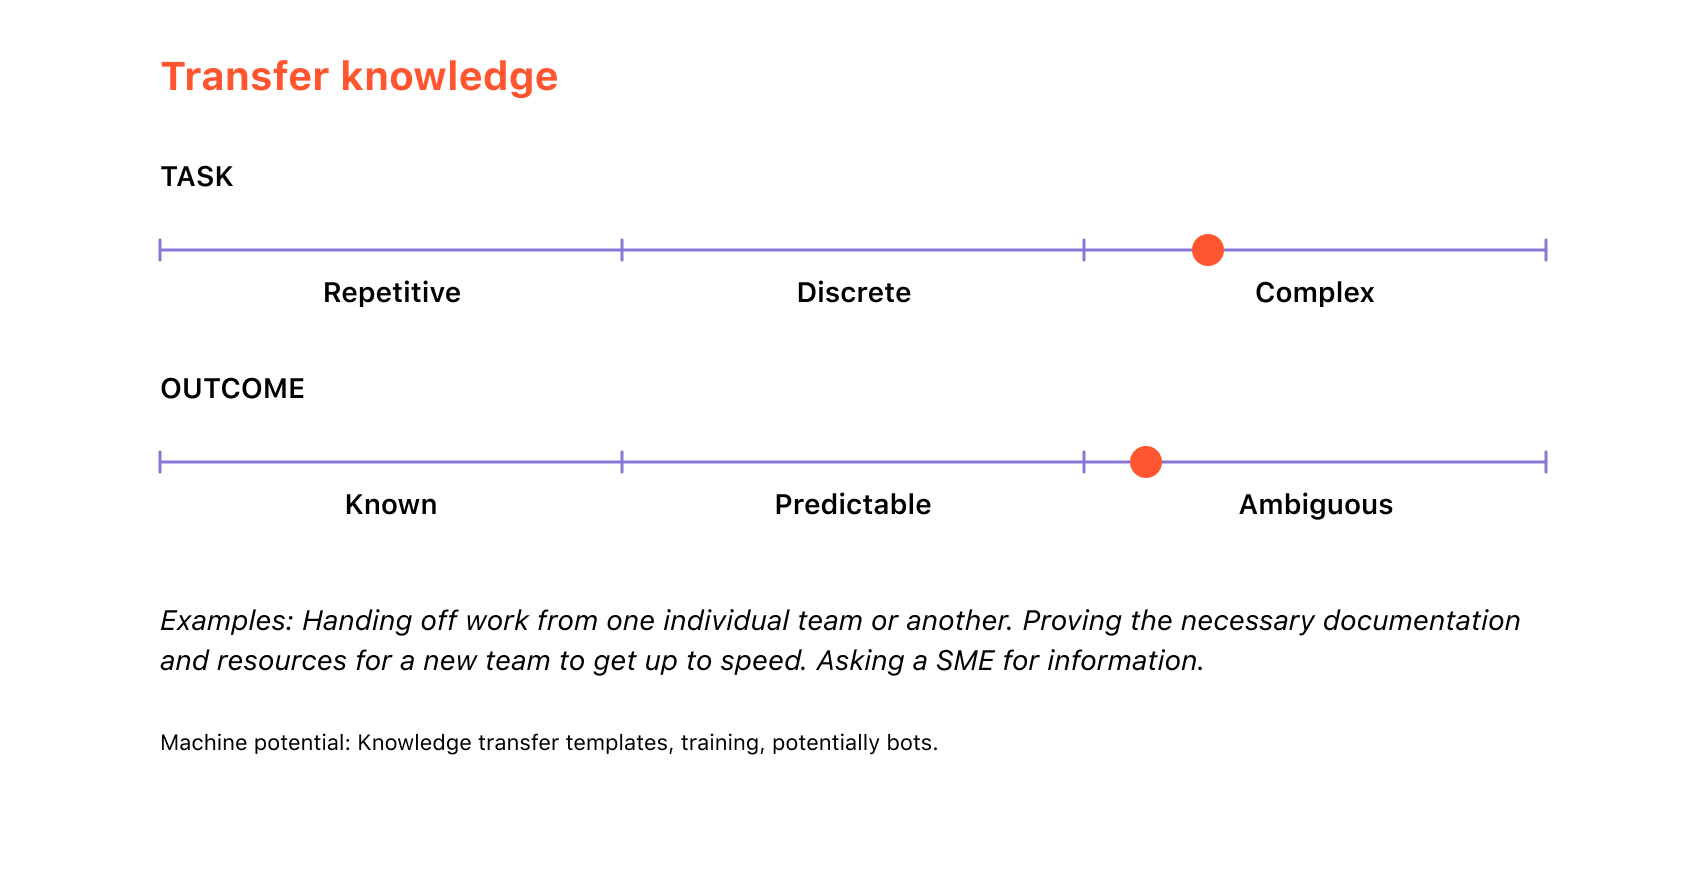 Transfer knowledge
TASK
Repetitive Discrete Complex
OUTCOME
Known Predictable Ambiguous
Examples: Handing off work from one individual team or another. Proving the necessary documentation
and resources for a new team to get up to speed. Asking a SME for information.
Machine potential: Knowledge transfer templates, training, potentially bots.